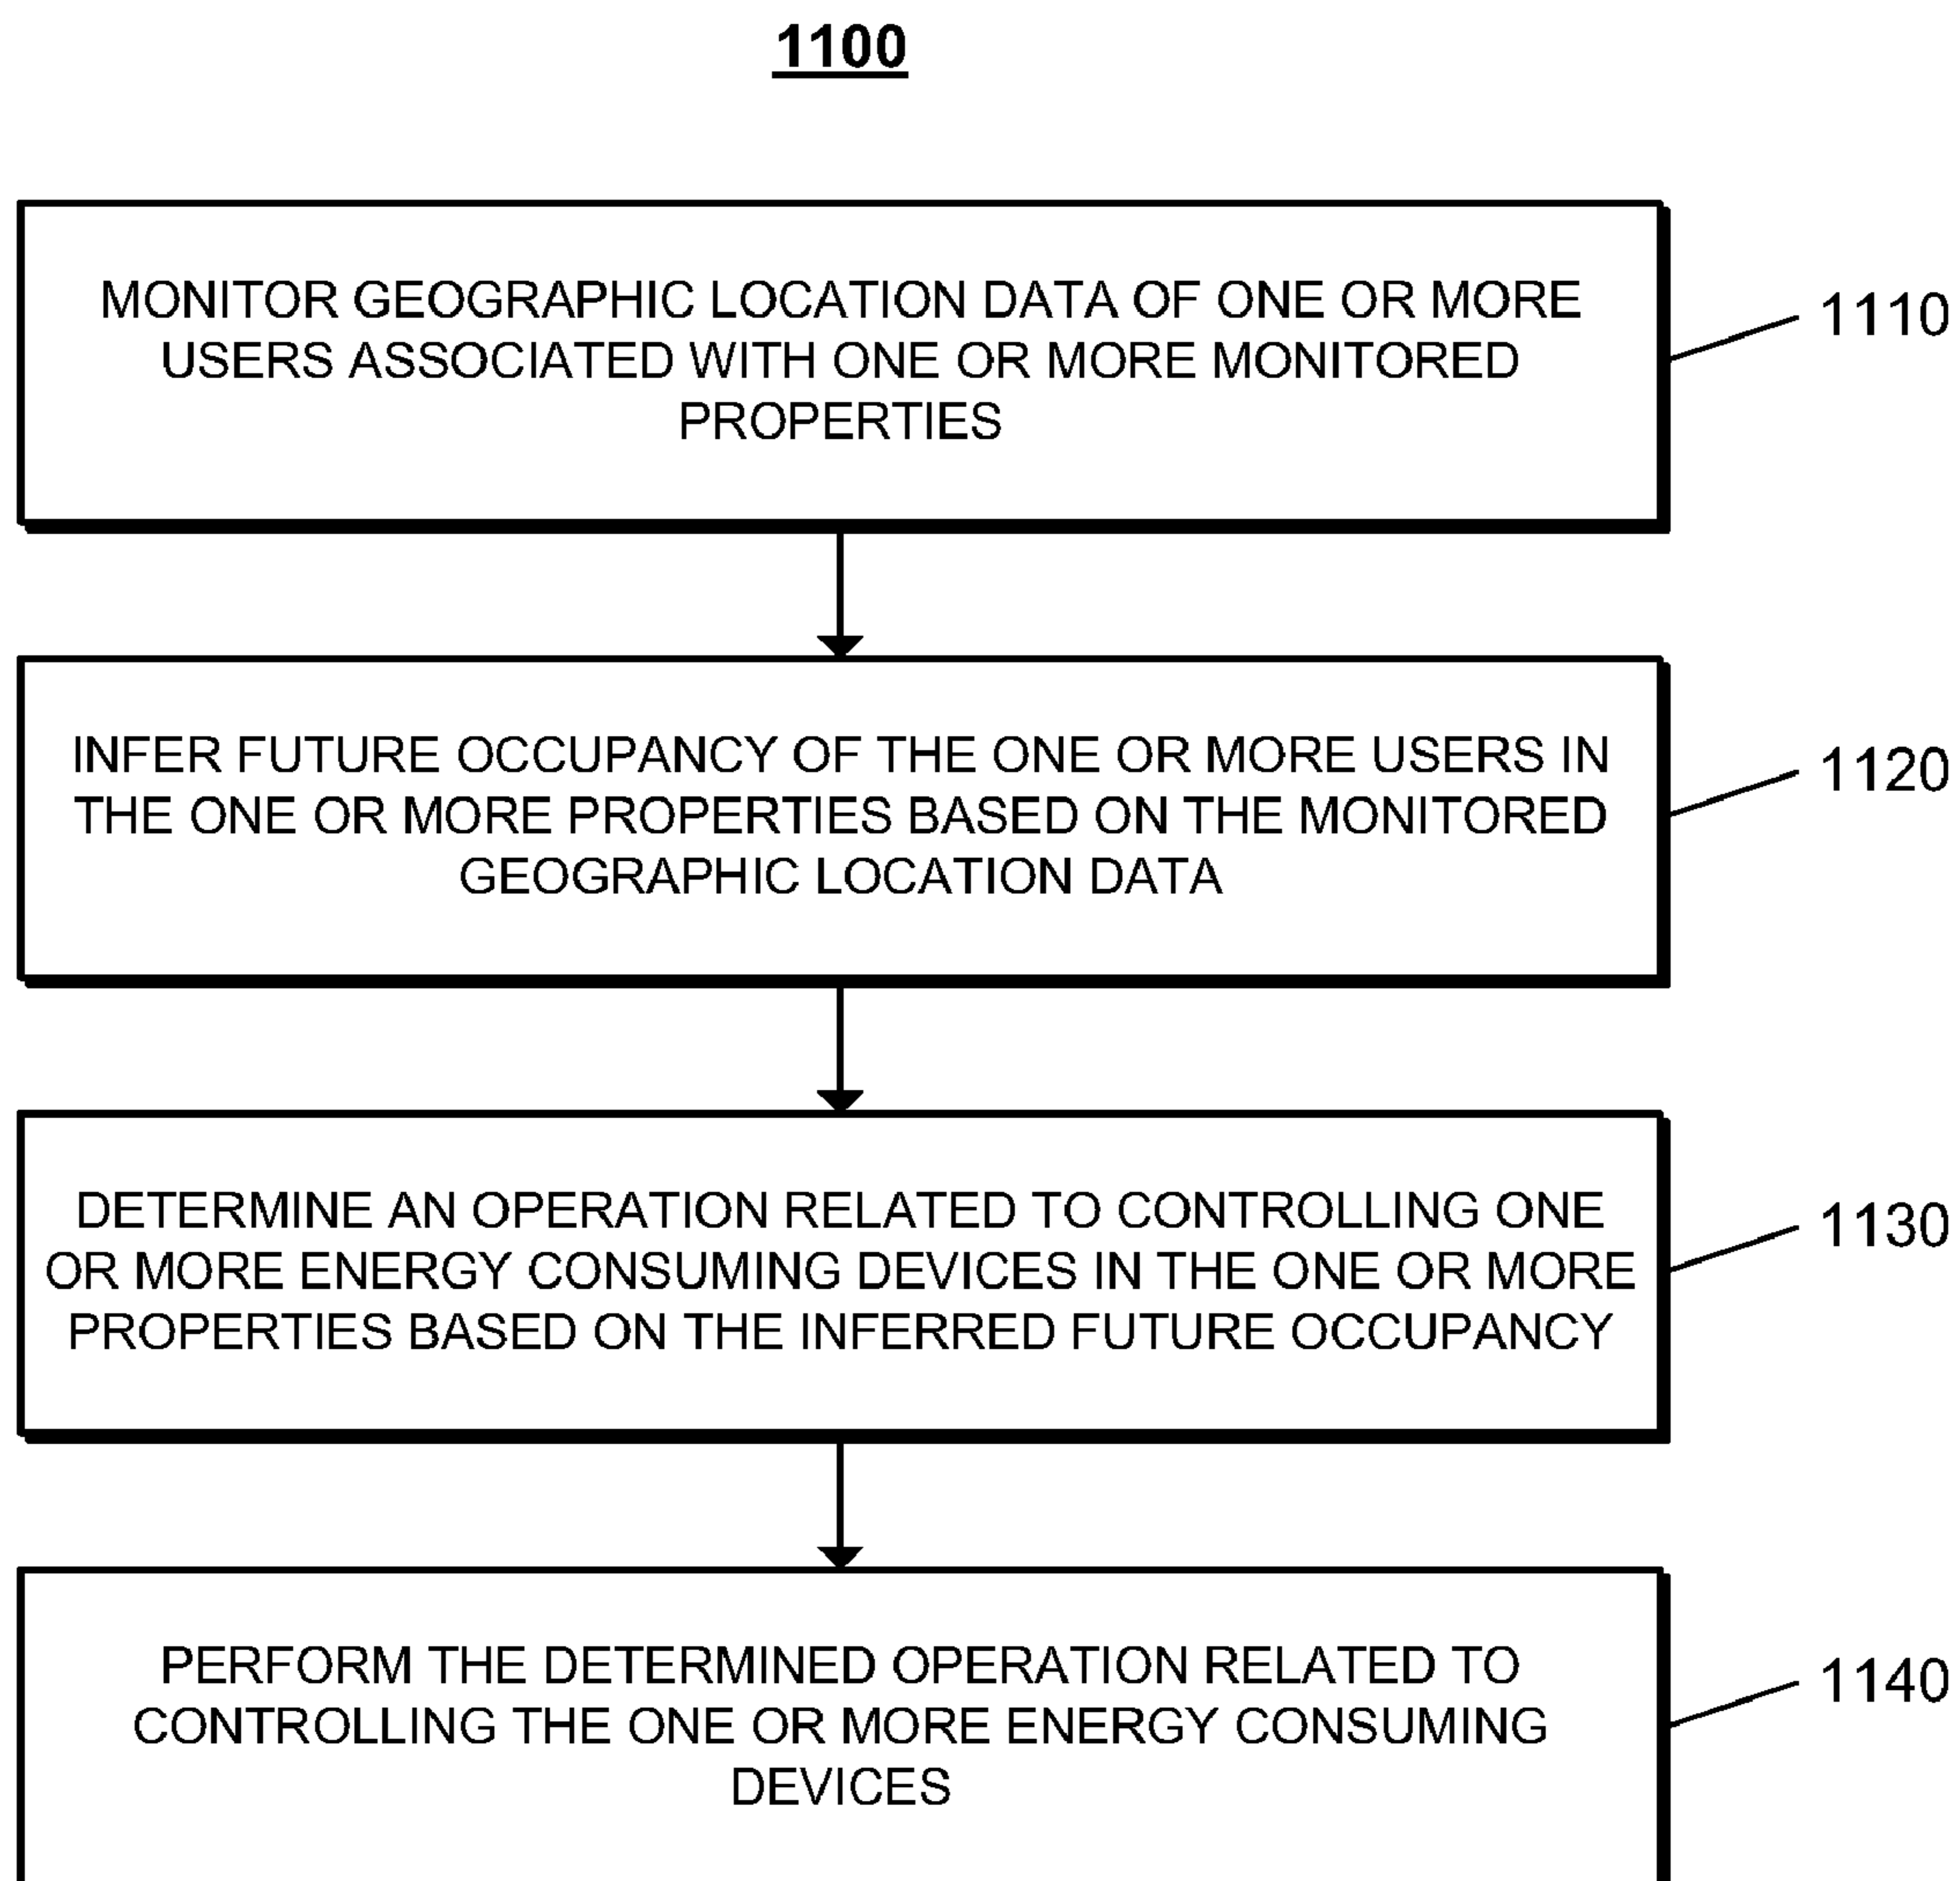 1100
MONITOR GEOGRAPHIC LOCATION DATA OF ONE OR MORE
USERS ASSOCIATED WITH ONE OR MORE MONITORED
PROPERTIES
1110
INFER FUTURE OCCUPANCY OF THE ONE OR MORE USERS IN
THE ONE OR MORE PROPERTIES BASED ON THE MONITORED
GEOGRAPHIC LOCATION DATA
1120
DETERMINE AN OPERATION RELATED TO CONTROLLING ONE
OR MORE ENERGY CONSUMING DEVICES IN THE ONE OR MORE
PROPERTIES BASED ON THE INFERRED FUTURE OCCUPANCY
1130
PERFORM THE DETERMINED OPERATION RELATED TO
CONTROLLING THE ONE OR MORE ENERGY CONSUMING
DEVICES
1140